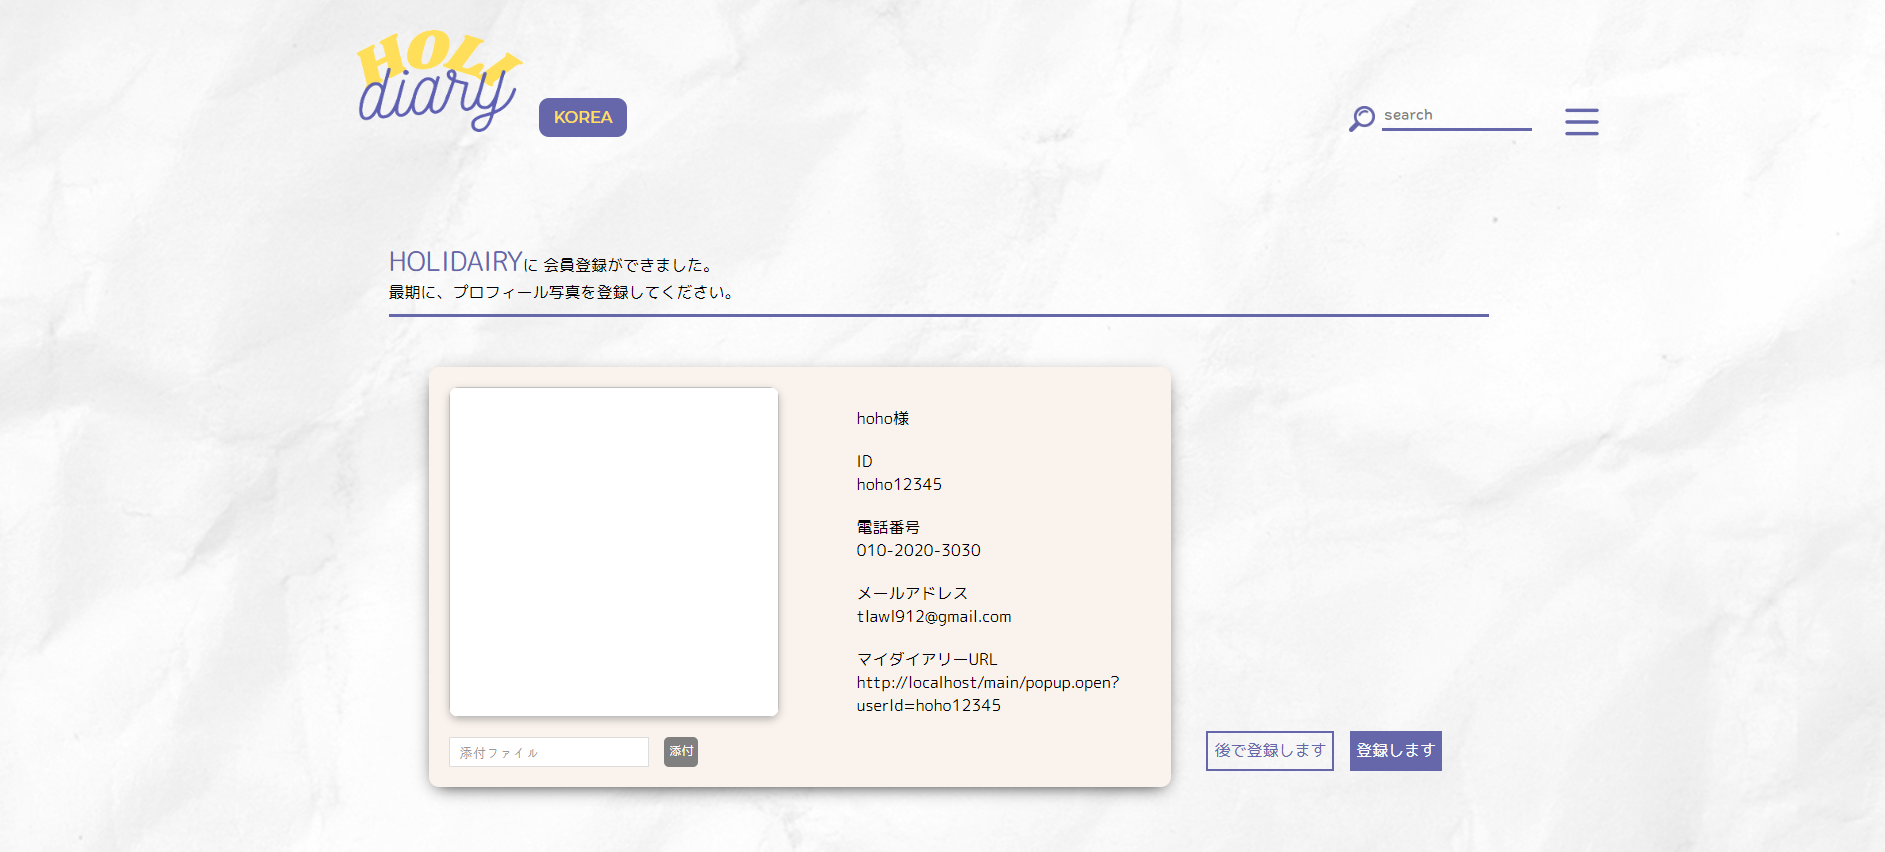 HOLI
diary
KOREA
search
HOLIDAIRYに 会員登録ができました。
最期に、プロフィール写真を登録してください。
hoho様
ID
hoho12345
電話番号
010-2020-3030
メールアドレス
tlawl912@gmail.com
マイダイアリーURL
http://localhost/main/popup.open?
userId=hoho12345
添付ファイル
添付
後で登録します
登録します